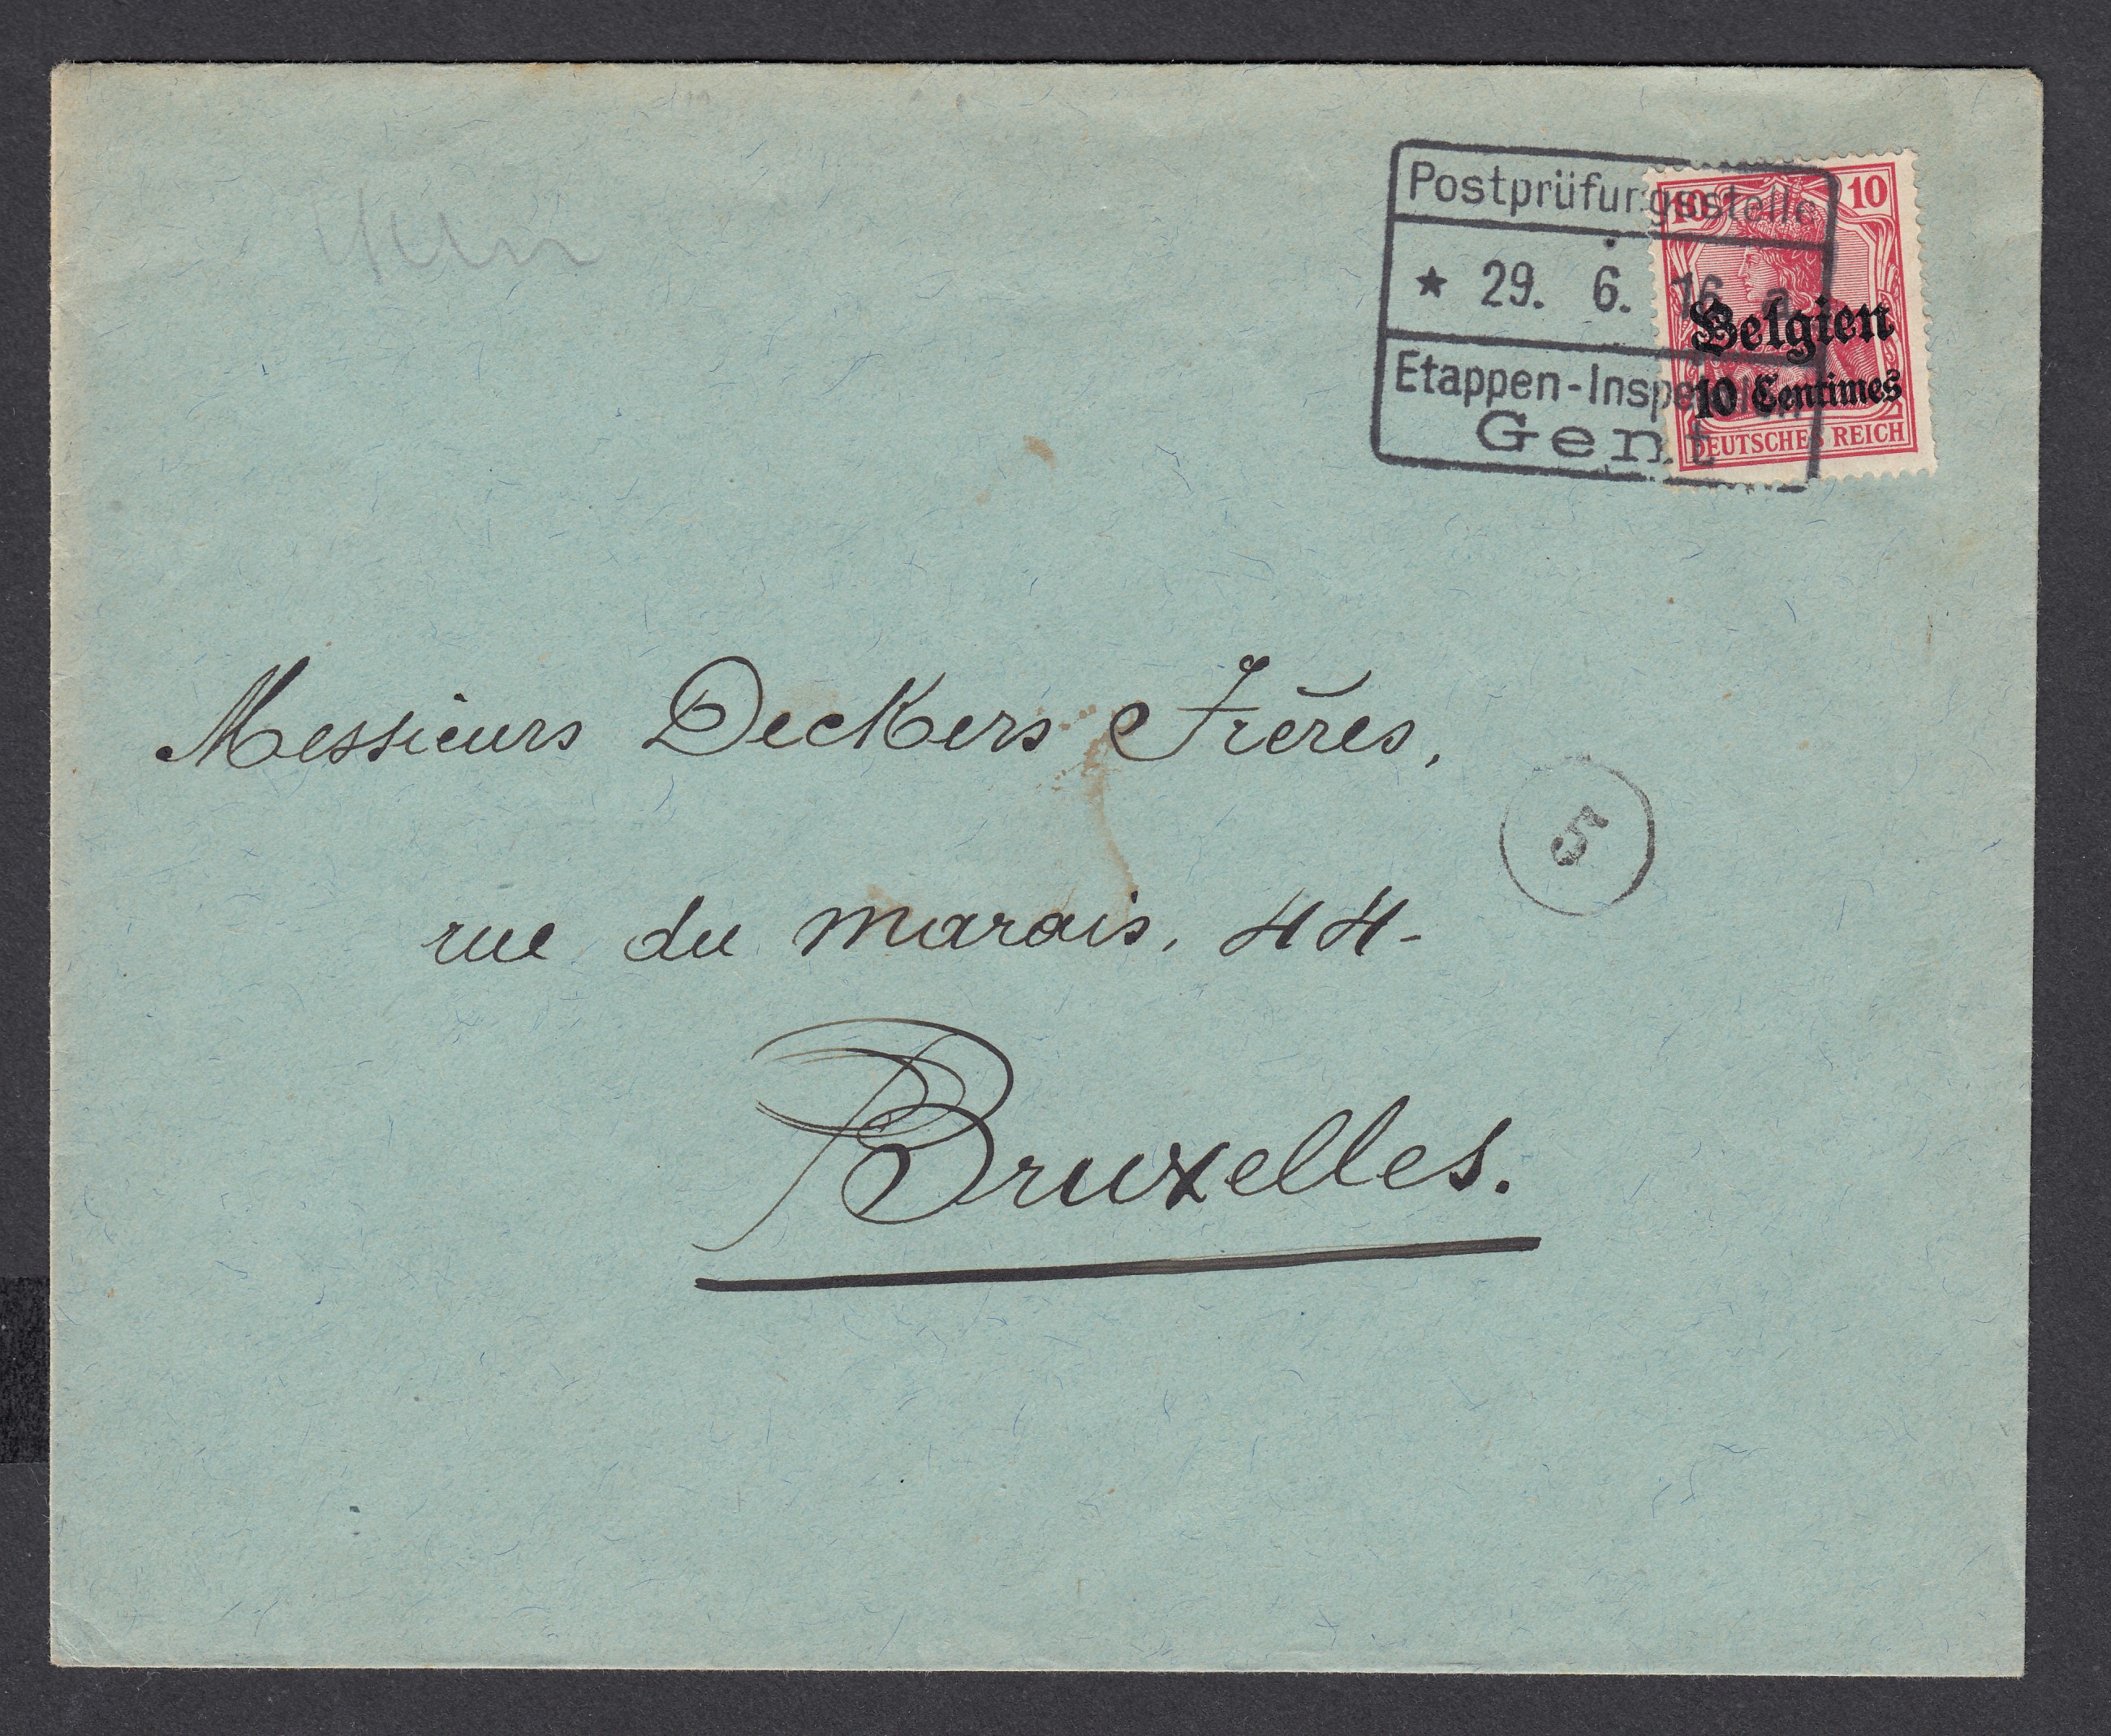 Postprüfungsstelle
* 29. 6. 16. a
Etappen-Inspektion
Gent
10 10
Belgien
10 Centimes
DEUTSCHES REICH
Messieurs Deckers Frères,
5
rue du marais, 44-
Bruxelles.